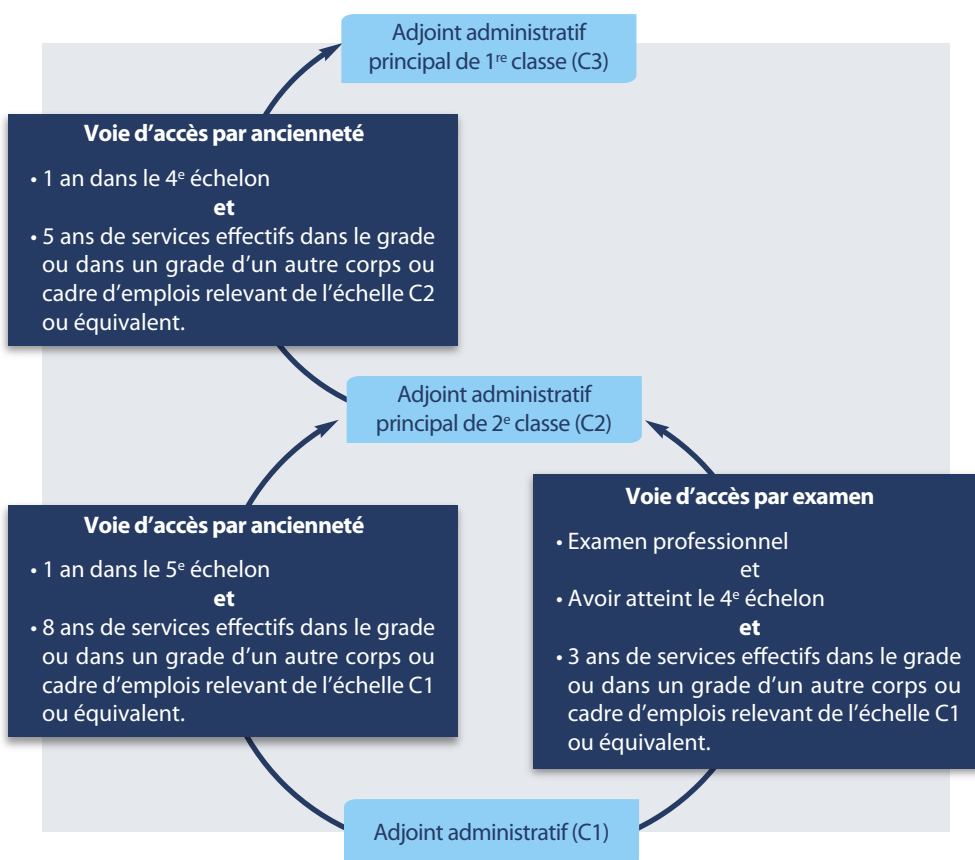 Adjoint administratif
principal de 1re classe (C3)
Voie d’accès par ancienneté
• 1 an dans le 4e échelon
et
• 5 ans de services effectifs dans le grade
ou dans un grade d’un autre corps ou
cadre d’emplois relevant de l’échelle C2
ou équivalent.
Adjoint administratif
principal de 2e classe (C2)
Voie d’accès par ancienneté
• 1 an dans le 5e échelon
et
• 8 ans de services effectifs dans le grade
ou dans un grade d’un autre corps ou
cadre d’emplois relevant de l’échelle C1
ou équivalent.
Voie d’accès par examen
• Examen professionnel
et
• Avoir atteint le 4e échelon
et
• 3 ans de services effectifs dans le grade
ou dans un grade d’un autre corps ou
cadre d’emplois relevant de l’échelle C1
ou équivalent.
Adjoint administratif (C1)